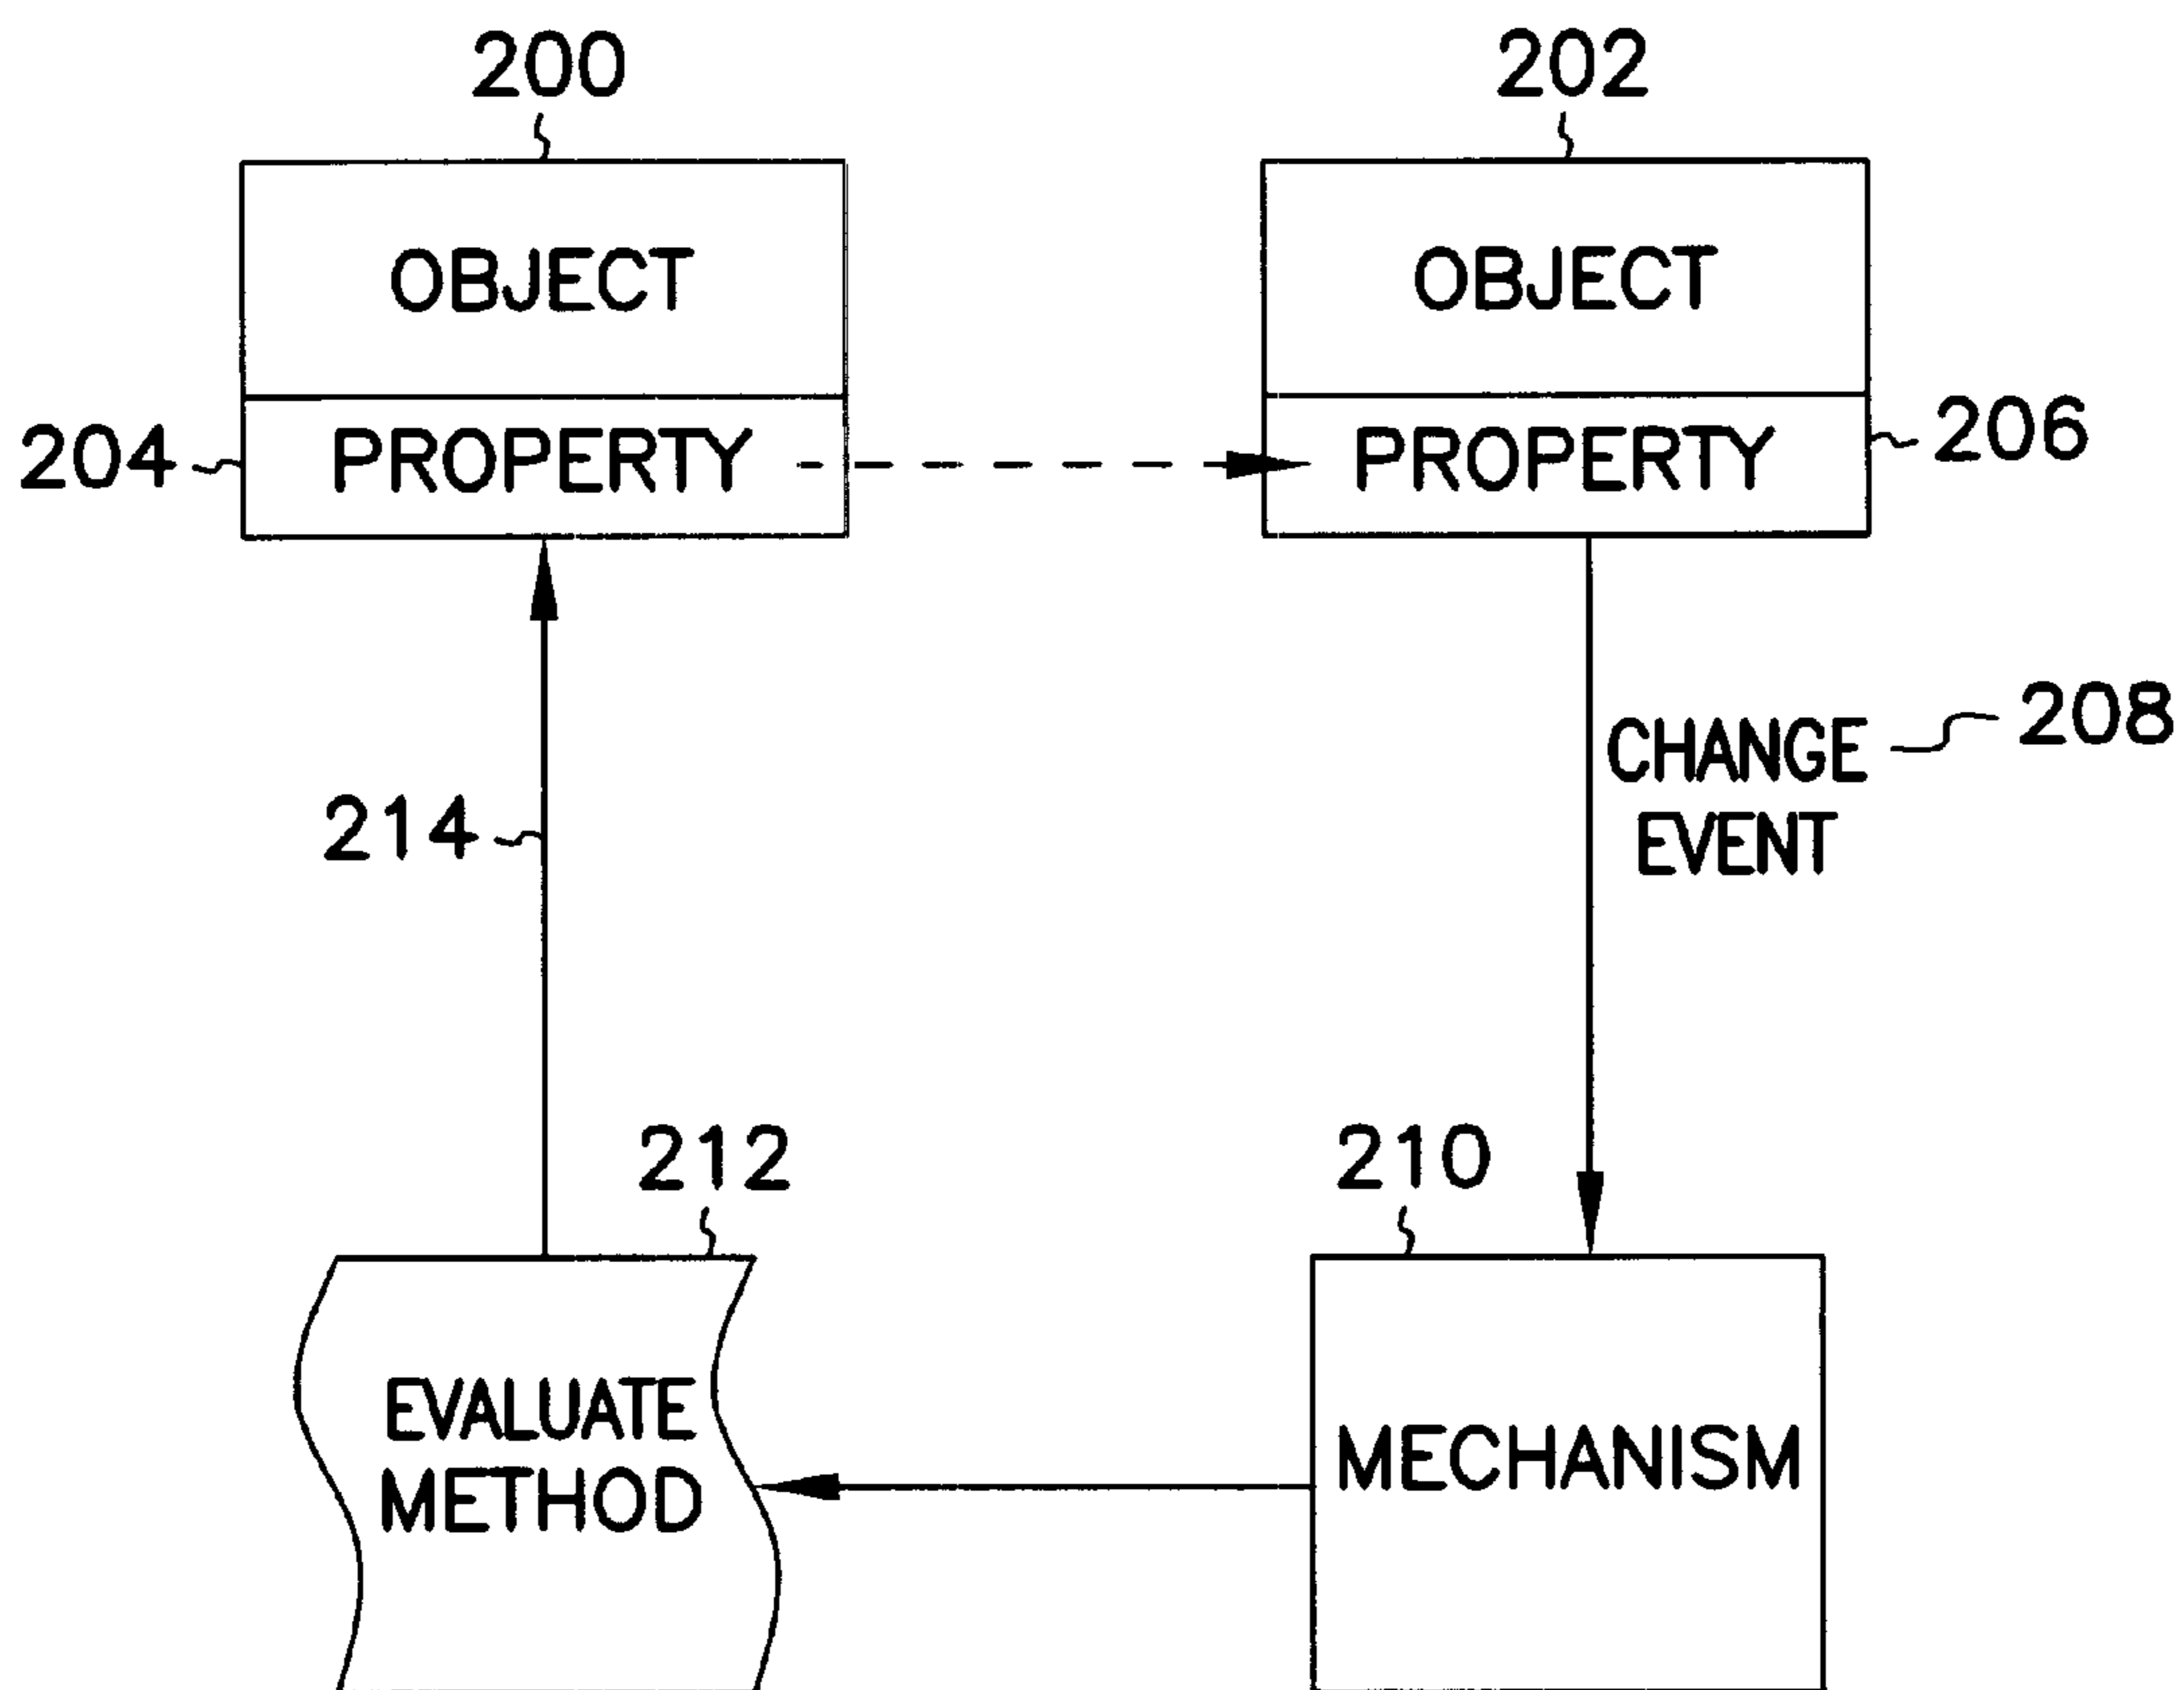 200
202
OBJECT
OBJECT
204
PROPERTY
PROPERTY
206
CHANGE
EVENT
208
214
212
210
EVALUATE
METHOD
MECHANISM